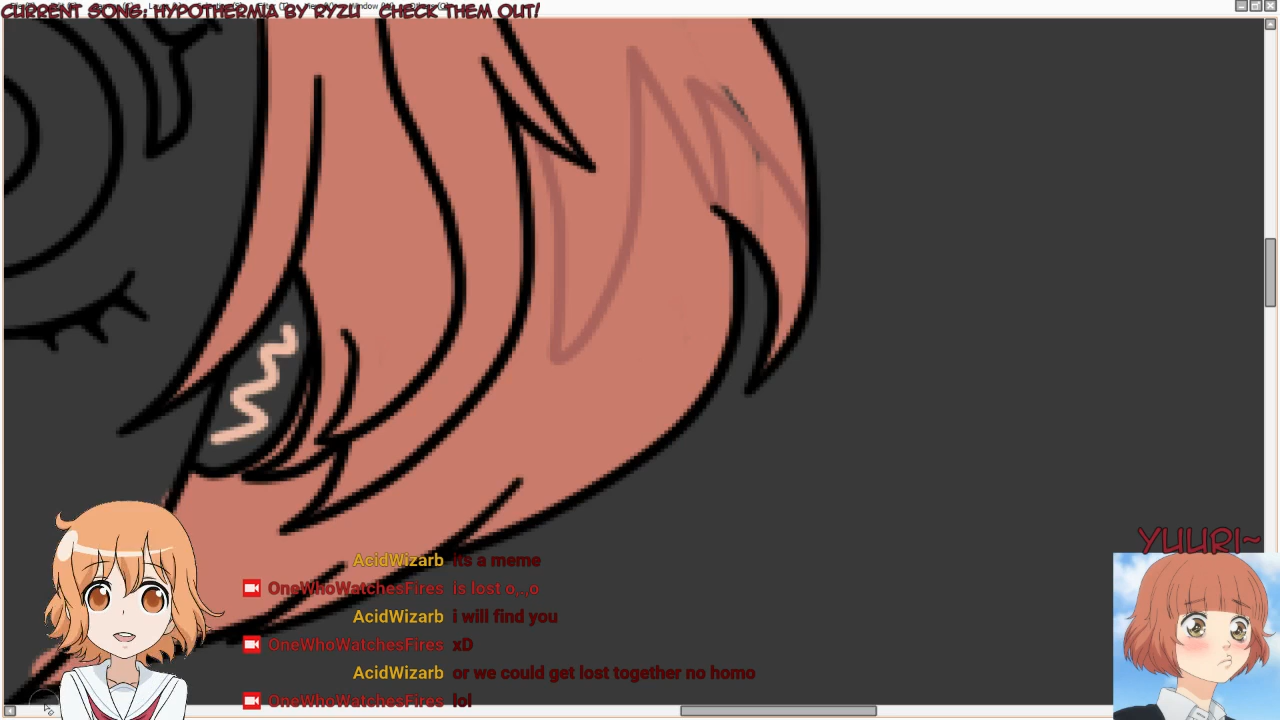 CURRENT SONG: HYPOTHERMIA BY RYZU CHECK THEM OUT!
YUURI~
AcidWizarb its a meme
OneWhoWatchesFires is lost o,.,o
AcidWizarb i will find you
OneWhoWatchesFires xD
AcidWizarb or we could get lost together no homo
OneWhoWatchesFires lol